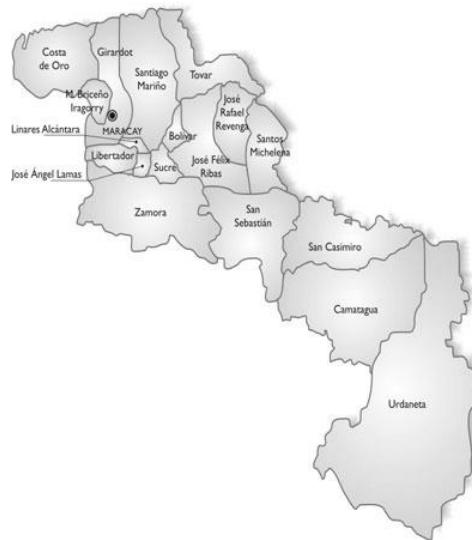 Costa
de Oro
Girardot
Santiago
Mariño
Tovar
M. Briceño
Iragorry
José
Rafael
Revenga
Linares Alcántara
MARACAY
Bolívar
Santos
Michelena
Libertador
José Ángel Lamas
Sucre
José Félix
Ribas
Zamora
San
Sebastián
San Casimiro
Camatagua
Urdaneta